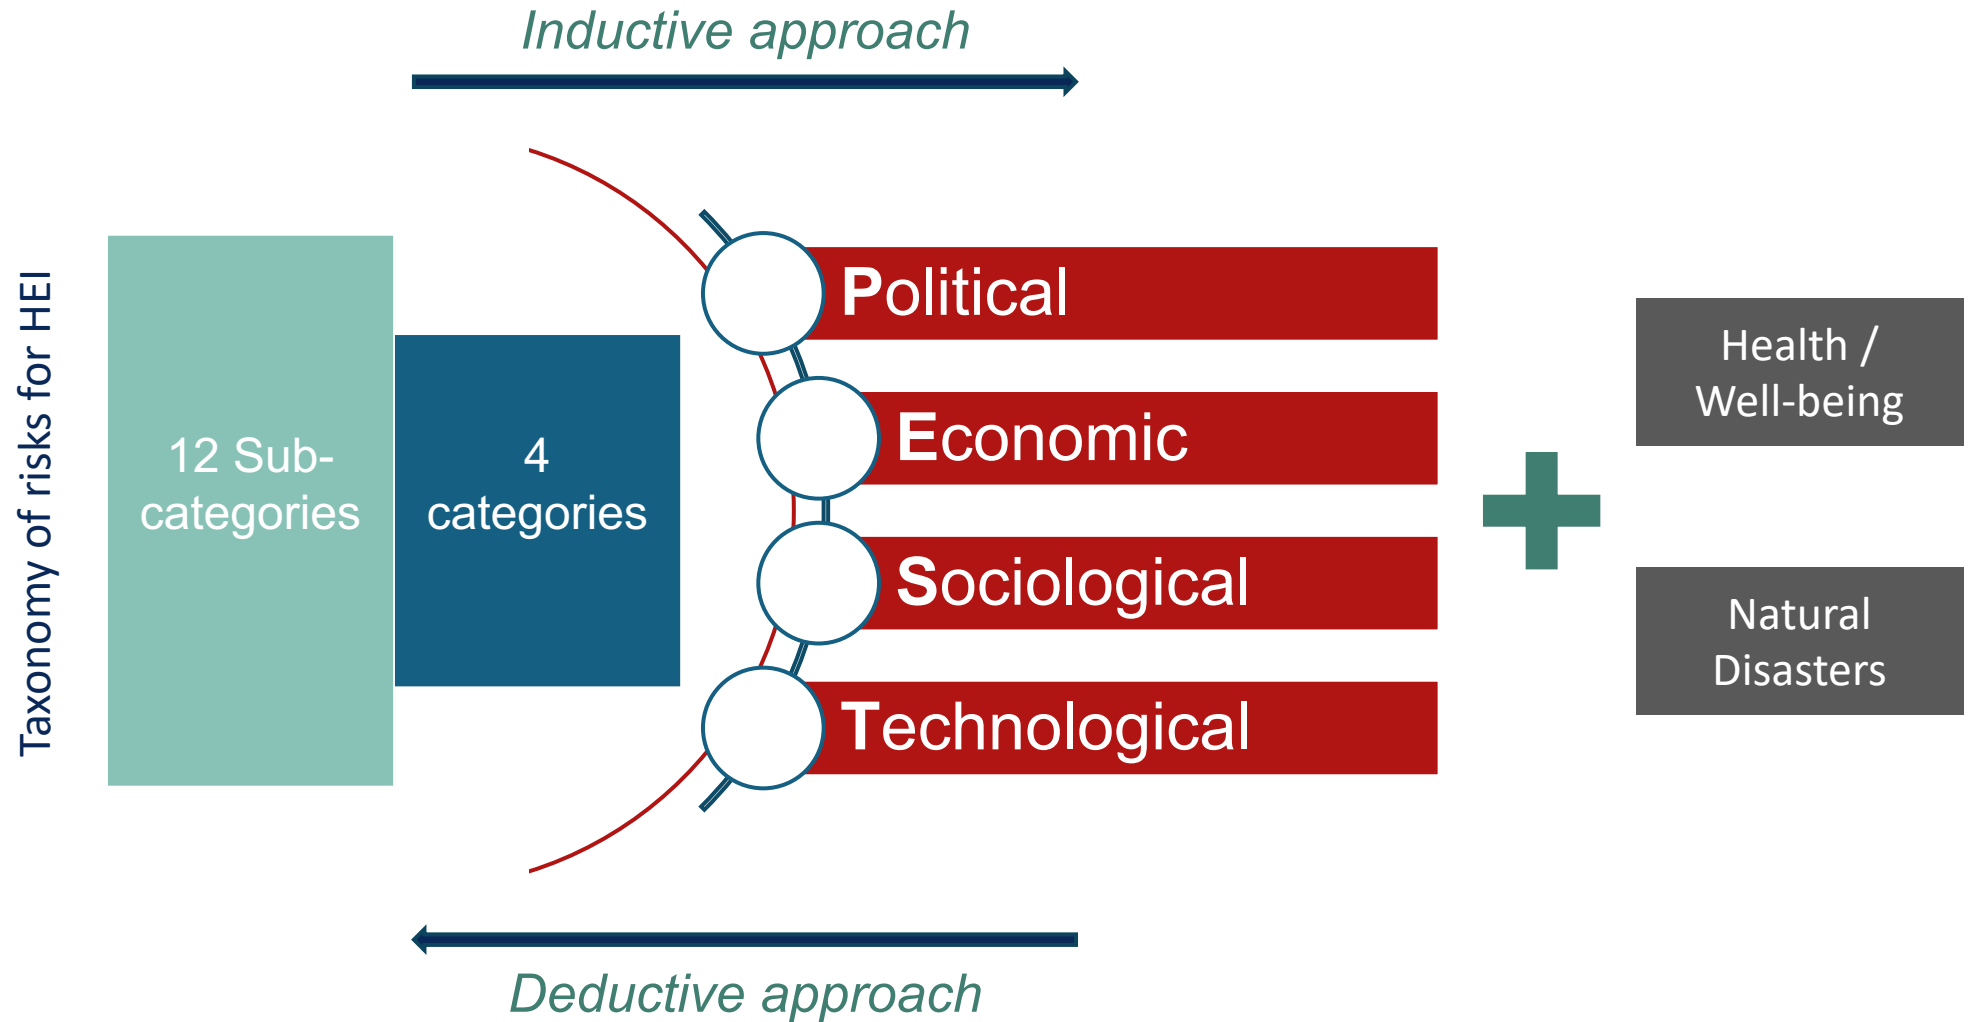 Inductive approach
Taxonomy of risks for HEI
12 Sub-
categories
4
categories
Political
Economic
Sociological
Technological
Health /
Well-being
Natural
Disasters
Deductive approach